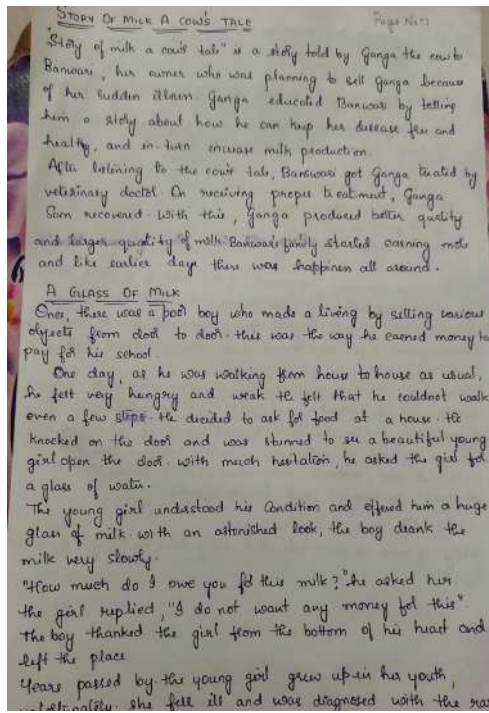 STORY OF MILK A COW'S TALE
Page No:-1
"Story of milk a cow's tale" is a story told by Ganga the cow to
Banwari, her owner who was planning to sell Ganga because
of her sudden illness. Ganga educated Banwari by telling
him a story about how he can keep her disease free and
healthy, and in-turn increase milk production.
After listening to the cow's tale, Banswari got Ganga treated by
veterinary doctor. On receiving proper treatment, Ganga
Soon recovered. With this, Ganga produced better quality
and larger quantity of milk. Banwari's family started earning more
and like earlier days there was happiness all around.
A GLASS OF MILK
Once, there was a poor boy who made a living by selling various
objects from door to door. this was the way he earned money to
pay for his school.
One day, as he was walking from house to house as usual,
he felt very hungry and weak. He felt that he couldnot walk
even a few steps. He decided to ask for food at a house. He
knocked on the door and was stunned to see a beautiful young
girl open the door. with much hesitation, he asked the girl for
a glass of water.
The young girl understood his condition and offered him a huge
glass of milk. with an astonished look, the boy drank the
milk very slowly.
"How much do I owe you for this milk?" he asked her.
the girl replied, "I do not want any money for this".
The boy thanked the girl from the bottom of his heart and
left the place
Years passed by. the young girl grew up. in her youth,
unfortunately, she fell ill and was diagnosed with the